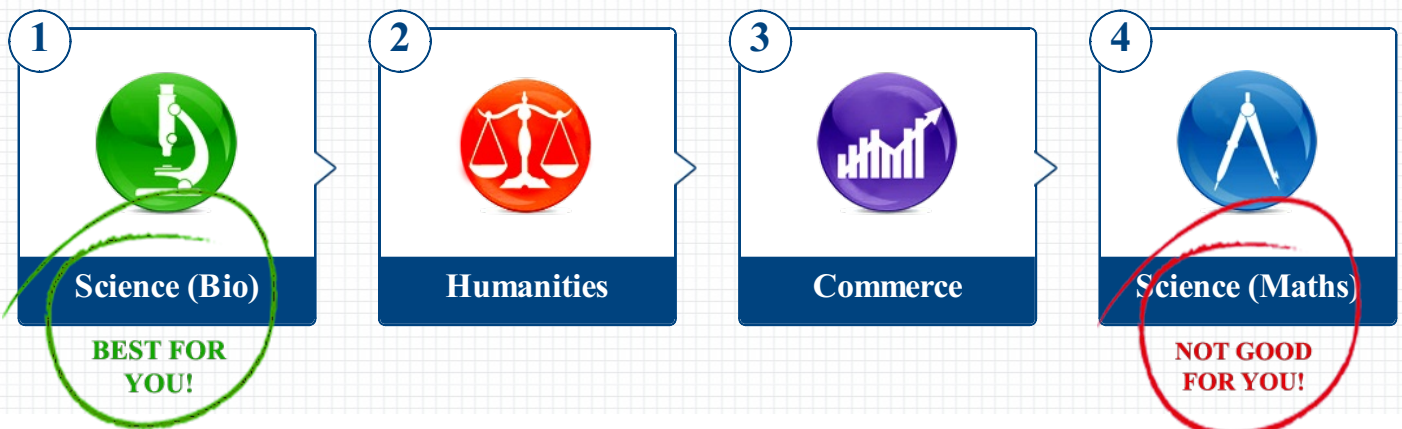 1
Science (Bio)
BEST FOR
YOU!
2
Humanities
3
Commerce
4
Science (Maths)
NOT GOOD
FOR YOU!